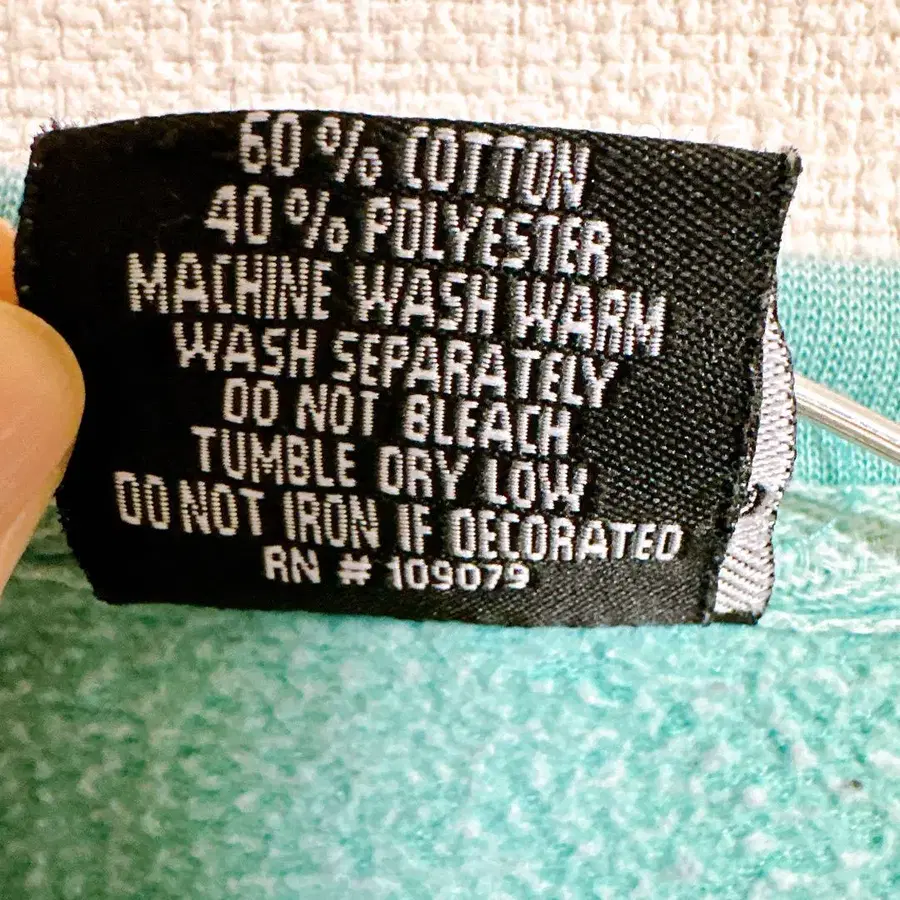 60% COTTON
40% POLYESTER
MACHINE WASH WARM
WASH SEPARATELY
DO NOT BLEACH
TUMBLE DRY LOW
DO NOT IRON IF DECORATED
RN # 109079